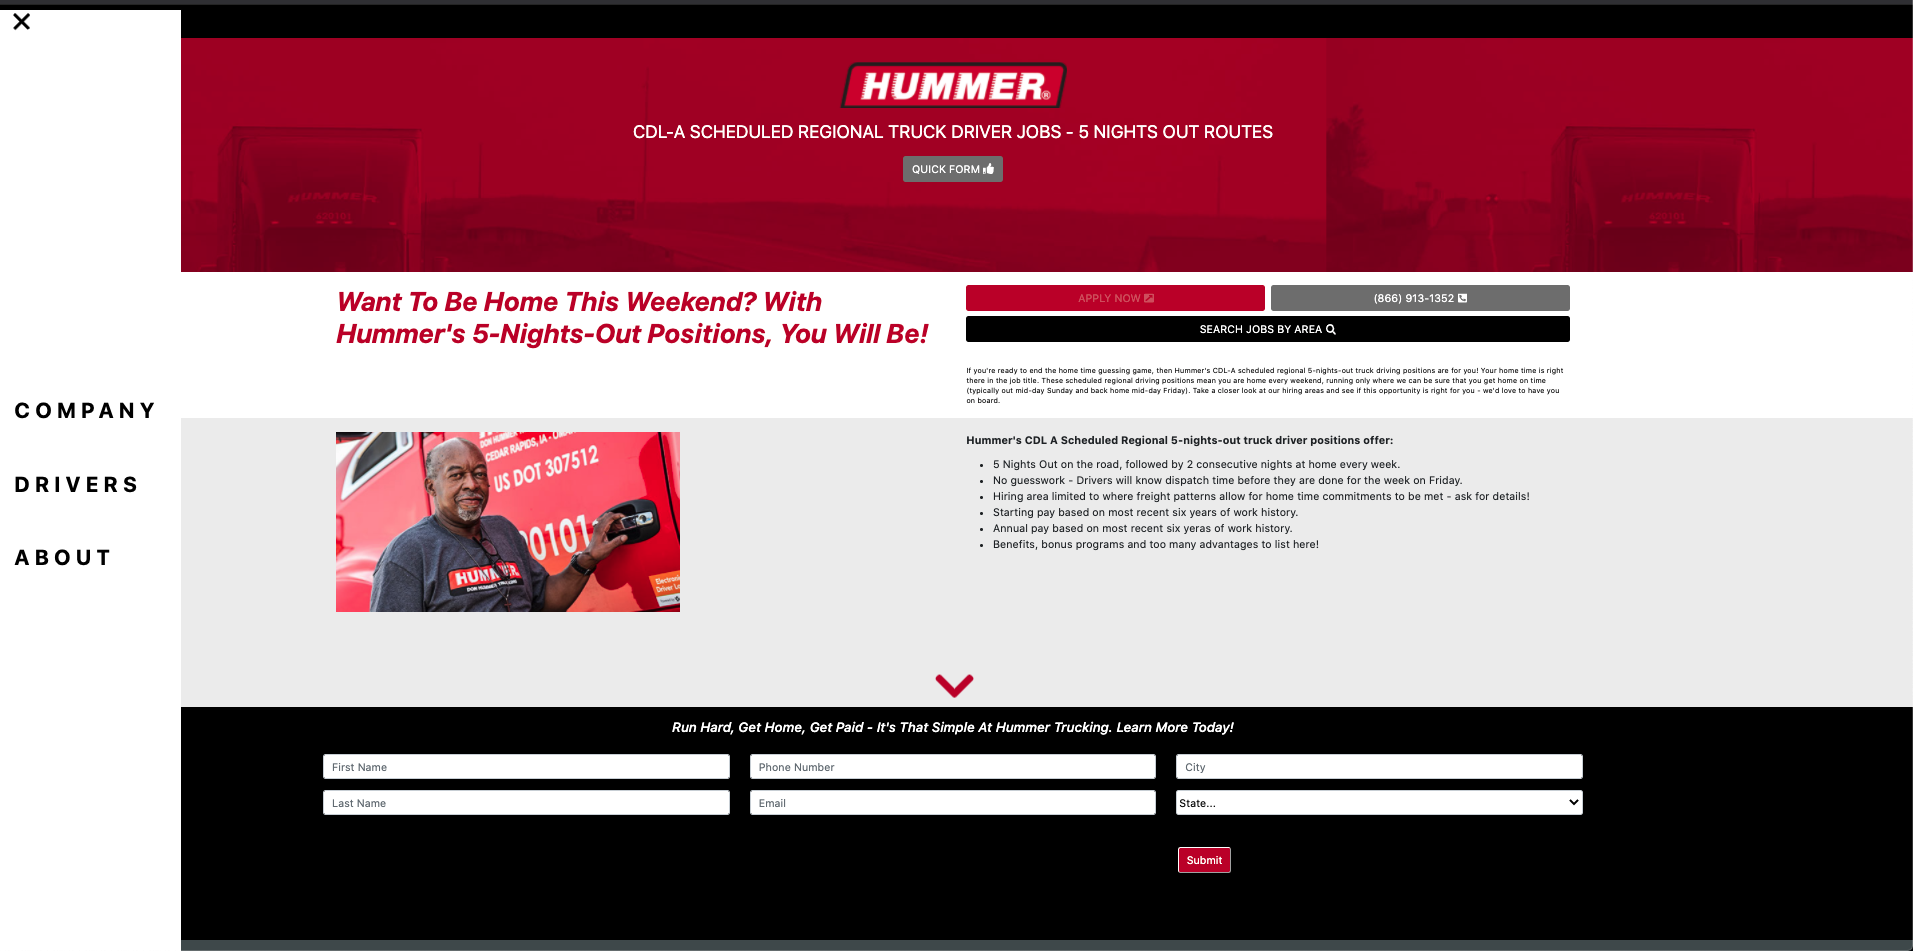 HUMMER®
CDL-A SCHEDULED REGIONAL TRUCK DRIVER JOBS - 5 NIGHTS OUT ROUTES
QUICK FORM
HUMMER
HUMMER
Want To Be Home This Weekend? With
Hummer's 5-Nights-Out Positions, You Will Be!
APPLY NOW
(866) 913-1352
SEARCH JOBS BY AREA
If you're ready to end the home time guessing game, then Hummer's CDL-A scheduled regional 5-nights-out truck driving positions are for you! Your home time is right
there in the job title. These scheduled regional driving positions mean you are home every weekend, running only where we can be sure that you get home on time
(typically out mid-day Sunday and back home mid-day Friday). Take a closer look at our hiring areas and see if this opportunity is right for you - we'd love to have you
on board.
COMPANY
DRIVERS
ABOUT
CEDAR RAPIDS, IA -
US DOT 307512
00101
HUMMER
DON HUMMER TRUCKING
Electronic
Driver
Hummer's CDL A Scheduled Regional 5-nights-out truck driver positions offer:
• 5 Nights Out on the road, followed by 2 consecutive nights at home every week.
• No guesswork - Drivers will know dispatch time before they are done for the week on Friday.
• Hiring area limited to where freight patterns allow for home time commitments to be met - ask for details!
• Starting pay based on most recent six years of work history.
• Annual pay based on most recent six yeras of work history.
• Benefits, bonus programs and too many advantages to list here!
Run Hard, Get Home, Get Paid - It's That Simple At Hummer Trucking. Learn More Today!
First Name
Phone Number
City
Last Name
Email
State...
Submit